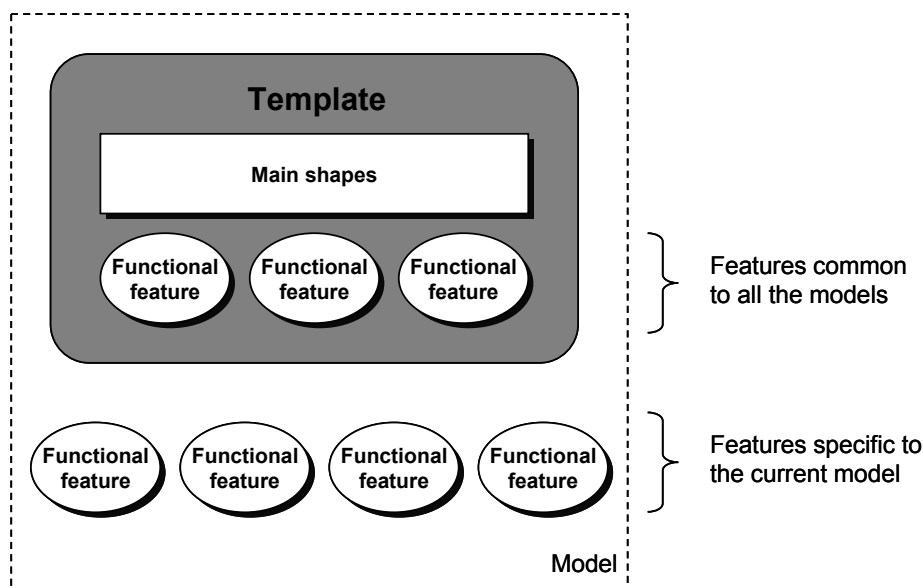 Template
Main shapes
Functional
feature
Functional
feature
Functional
feature
Features common
to all the models
Functional
feature
Functional
feature
Functional
feature
Functional
feature
Features specific to
the current model
Model